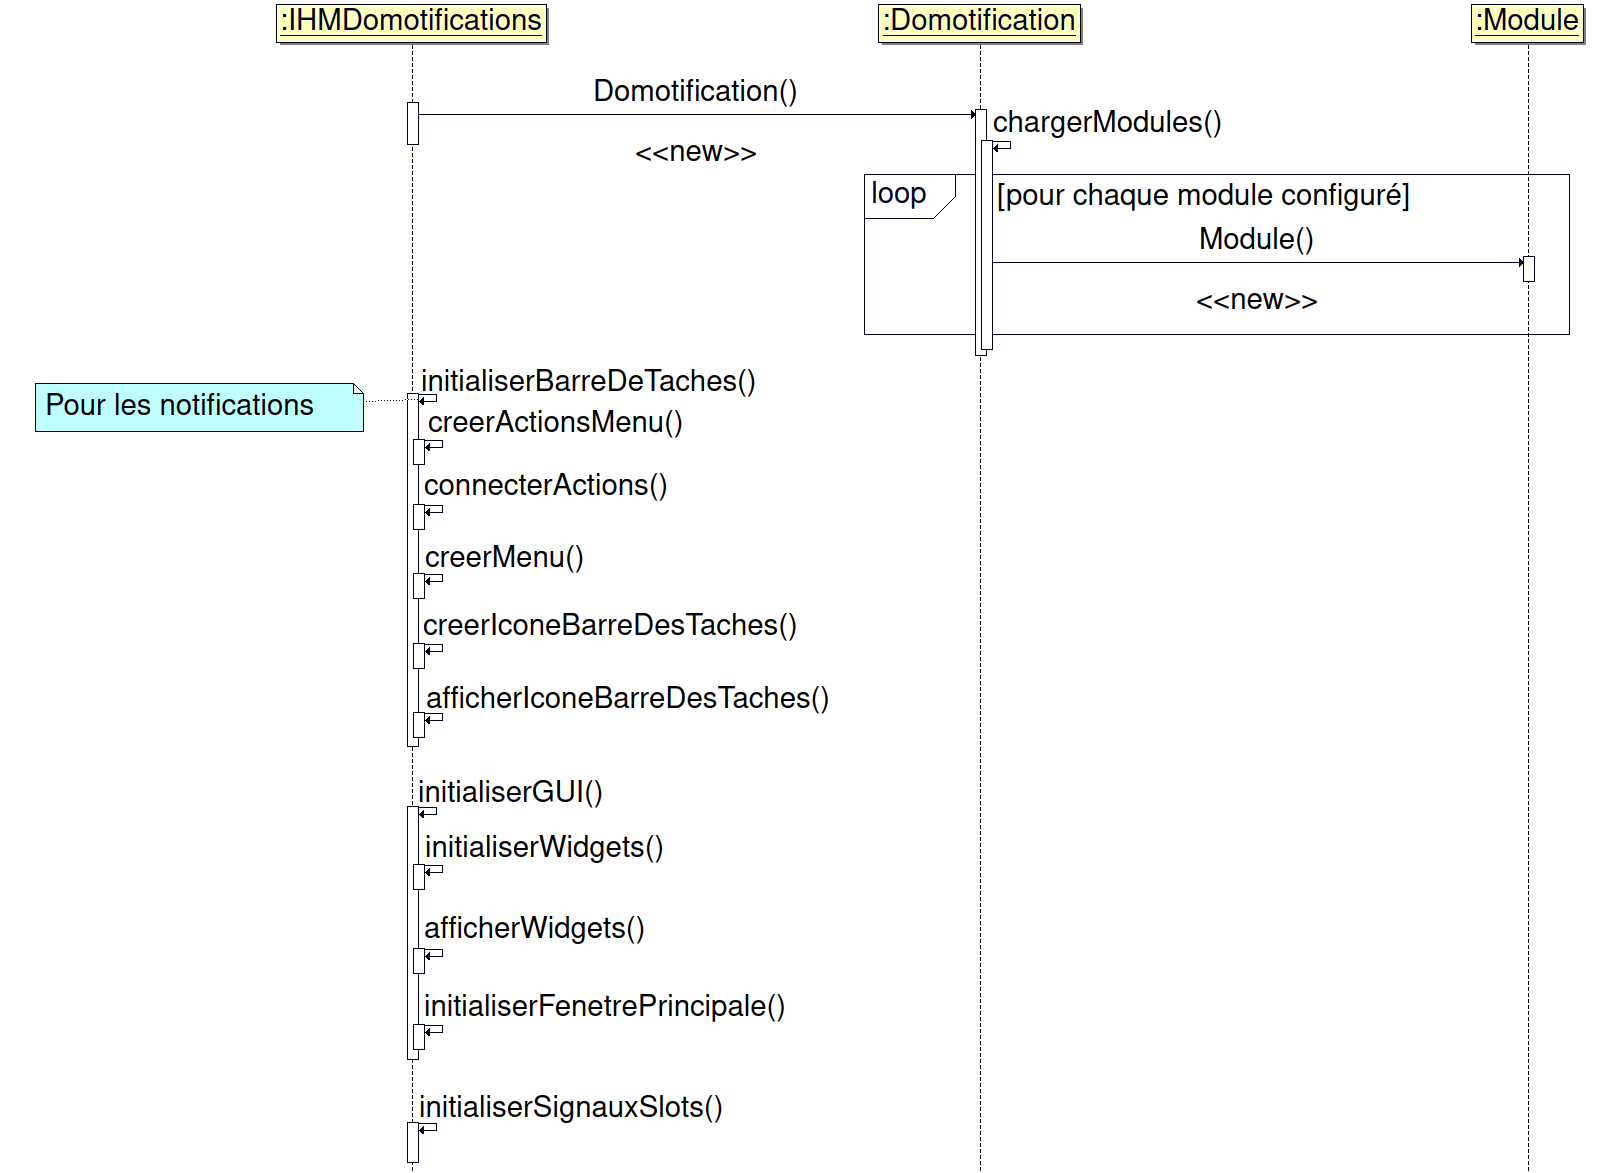 :IHMDomotifications
:Domotification
:Module
Domotification()
<<new>>
chargerModules()
loop
[pour chaque module configuré]
Module()
<<new>>
initialiserBarreDeTaches()
Pour les notifications
creerActionsMenu()
connecterActions()
creerMenu()
creerIconeBarreDesTaches()
afficherIconeBarreDesTaches()
initialiserGUI()
initialiserWidgets()
afficherWidgets()
initialiserFenetrePrincipale()
initialiserSignauxSlots()